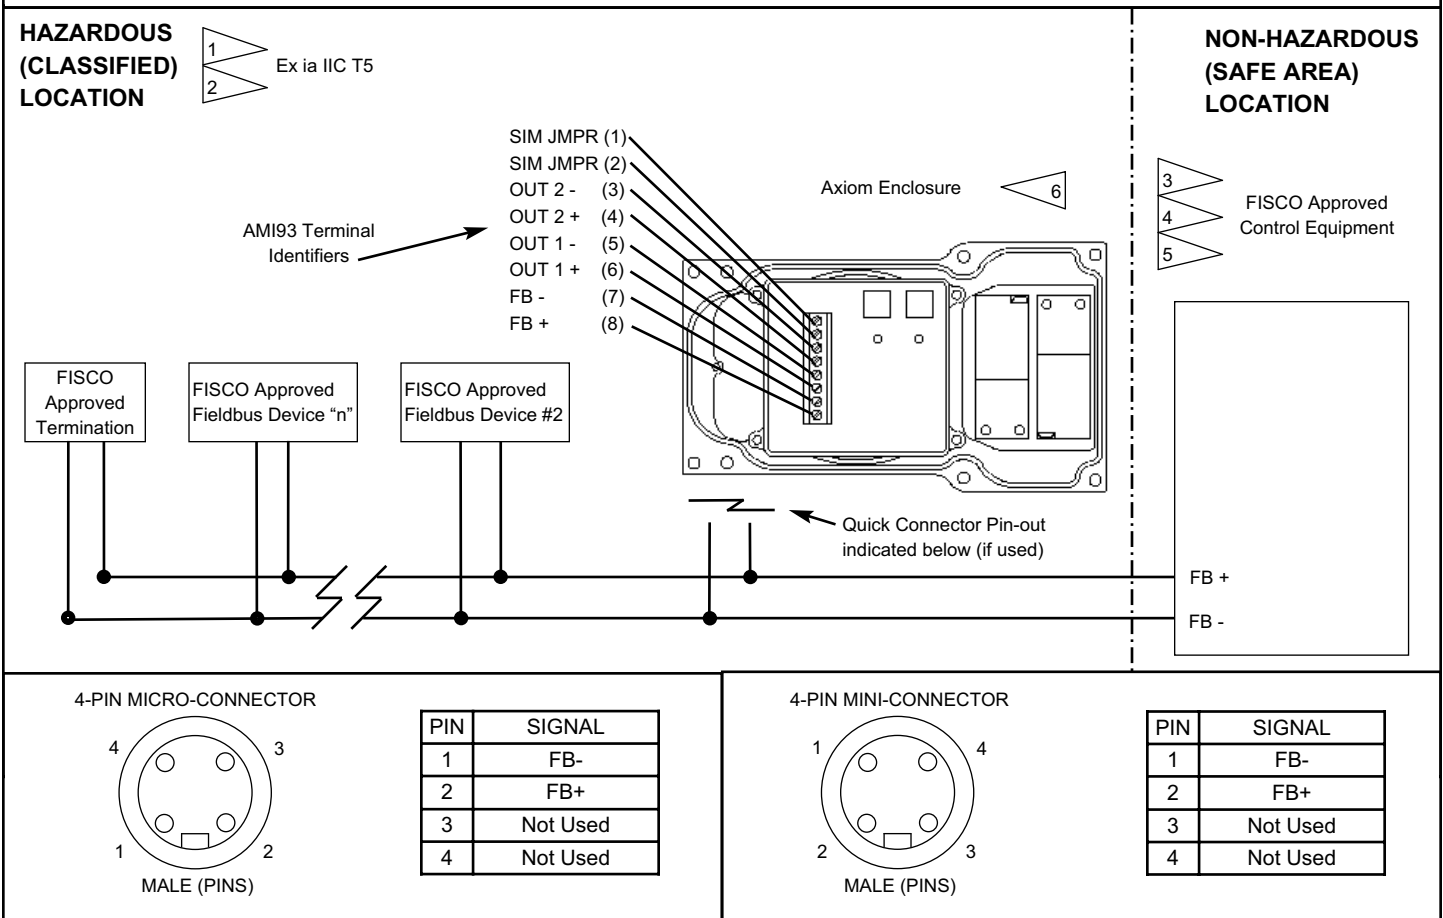 HAZARDOUS
(CLASSIFIED)
LOCATION
1
2
Ex ia IIC T5
NON-HAZARDOUS
(SAFE AREA)
LOCATION
SIM JMPR (1)
SIM JMPR (2)
OUT 2 - (3)
OUT 2 + (4)
OUT 1 - (5)
OUT 1 + (6)
FB - (7)
FB + (8)
AMI93 Terminal
Identifiers
Axiom Enclosure
6
3
4
5
FISCO Approved
Control Equipment
FISCO
Approved
Termination
FISCO Approved
Fieldbus Device “n”
FISCO Approved
Fieldbus Device #2
Quick Connector Pin-out
indicated below (if used)
FB +
FB -
4-PIN MICRO-CONNECTOR
4
3
1
2
MALE (PINS)
PIN SIGNAL
1 FB-
2 FB+
3 Not Used
4 Not Used
4-PIN MINI-CONNECTOR
1
4
2
3
MALE (PINS)
PIN SIGNAL
1 FB-
2 FB+
3 Not Used
4 Not Used